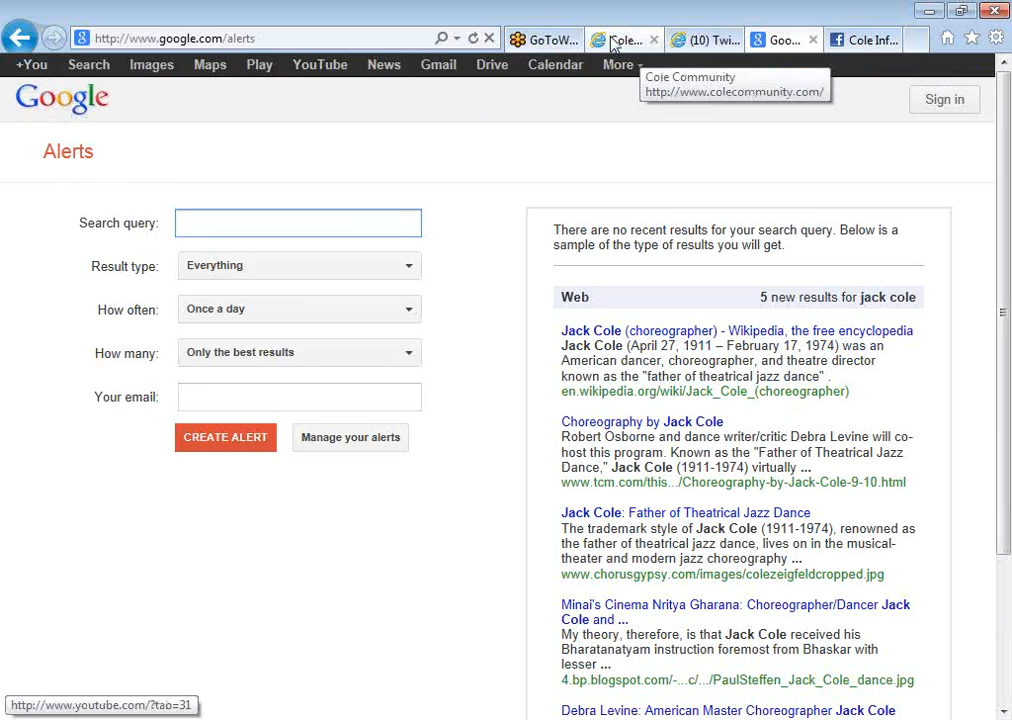 http://www.google.com/alerts
GoToW...
Cole...
(10) Twi...
Goo...
Cole Inf...
+You Search Images Maps Play YouTube News Gmail Drive Calendar More
Cole Community
http://www.colecommunity.com/
Google
Sign in
Alerts
Search query:
Result type: Everything
How often: Once a day
How many: Only the best results
Your email:
CREATE ALERT Manage your alerts
There are no recent results for your search query. Below is a
sample of the type of results you will get.
Web 5 new results for jack cole
Jack Cole (choreographer) - Wikipedia, the free encyclopedia
Jack Cole (April 27, 1911 – February 17, 1974) was an
American dancer, choreographer, and theatre director
known as the "father of theatrical jazz dance" .
en.wikipedia.org/wiki/Jack_Cole_(choreographer)
Choreography by Jack Cole
Robert Osborne and dance writer/critic Debra Levine will co-
host this program. Known as the "Father of Theatrical Jazz
Dance," Jack Cole (1911-1974) virtually ...
www.tcm.com/this.../Choreography-by-Jack-Cole-9-10.html
Jack Cole: Father of Theatrical Jazz Dance
The trademark style of Jack Cole (1911-1974), renowned as
the father of theatrical jazz dance, lives on in the musical-
theater and modern jazz choreography ...
www.chorusgypsy.com/images/colezeigfeldcropped.jpg
Minai's Cinema Nritya Gharana: Choreographer/Dancer Jack
Cole and ...
My theory, therefore, is that Jack Cole received his
Bharatanatyam instruction foremost from Bhaskar with
lesser ...
4.bp.blogspot.com/-...c/.../PaulSteffen_Jack_Cole_dance.jpg
Debra Levine: American Master Choreographer Jack Cole
http://www.youtube.com/?tab=31